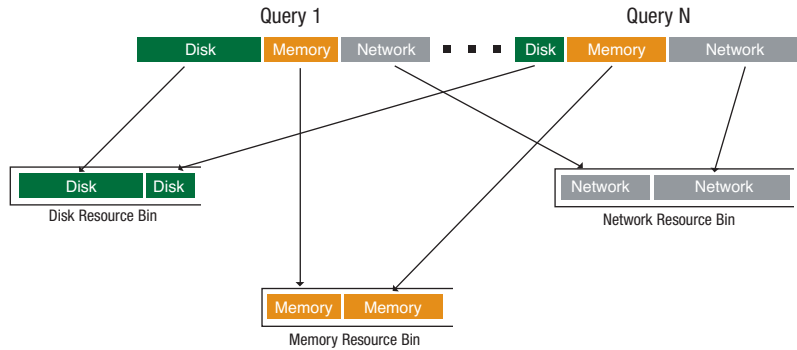 Query 1 Query N
Disk Memory Network Disk Memory Network
Disk Disk
Disk Resource Bin
Network Network
Network Resource Bin
Memory Memory
Memory Resource Bin